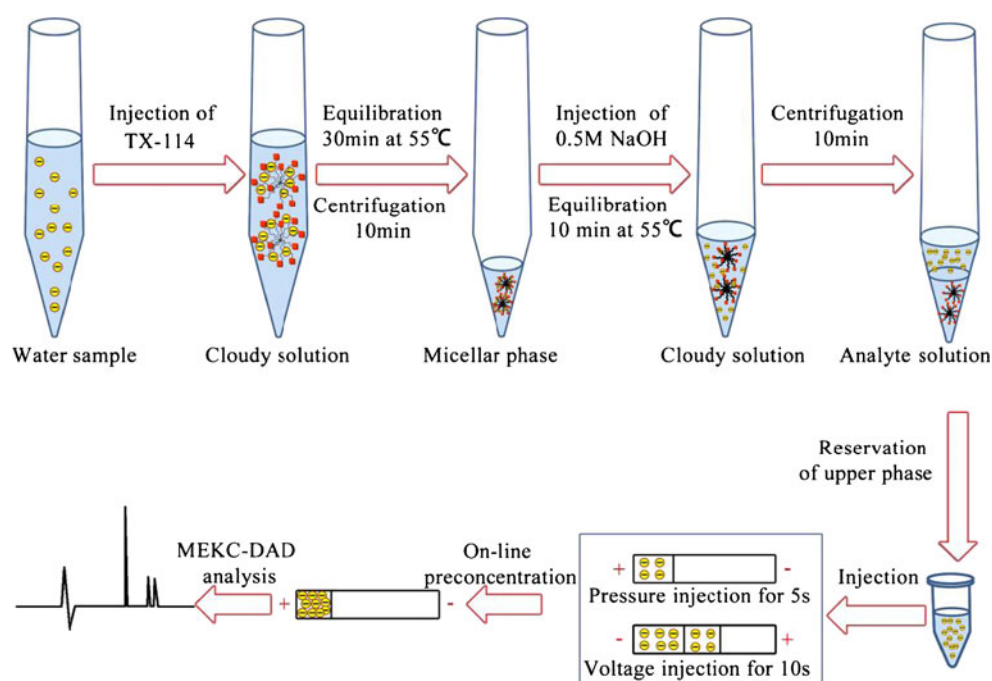 Injection of
TX-114
Equilibration
30min at 55℃
Centrifugation
10min
Injection of
0.5M NaOH
Equilibration
10 min at 55℃
Centrifugation
10min
Water sample
Cloudy solution
Micellar phase
Cloudy solution
Analyte solution
Reservation
of upper phase
Injection
+ -
Pressure injection for 5s
- +
Voltage injection for 10s
On-line
preconcentration
+ -
MEKC-DAD
analysis